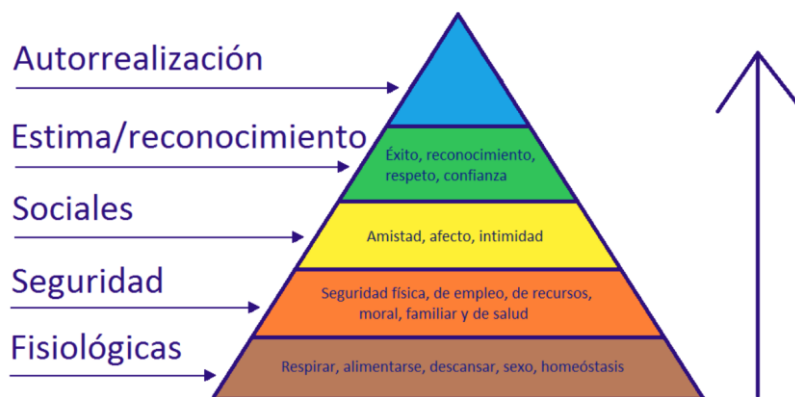 Autorrealización
Estima/reconocimiento
Éxito, reconocimiento,
respeto, confianza
Sociales
Amistad, afecto, intimidad
Seguridad
Seguridad física, de empleo, de recursos,
moral, familiar y de salud
Fisiológicas
Respirar, alimentarse, descansar, sexo, homeóstasis